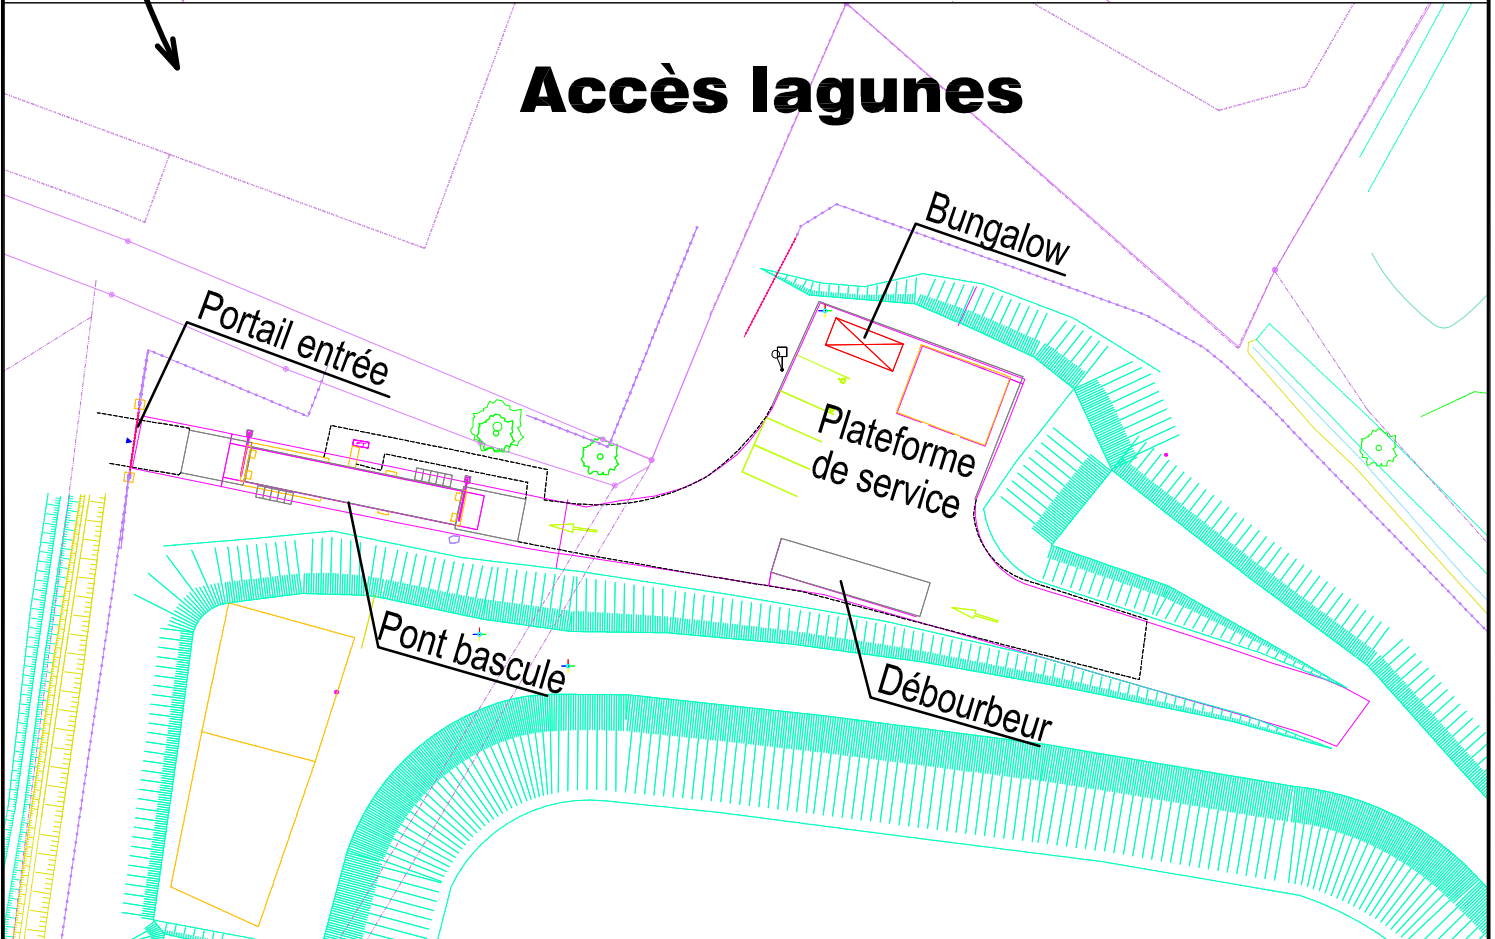 Accès lagunes
Bungalow
Portail entrée
Plateforme
de service
Pont bascule
Débourbeur